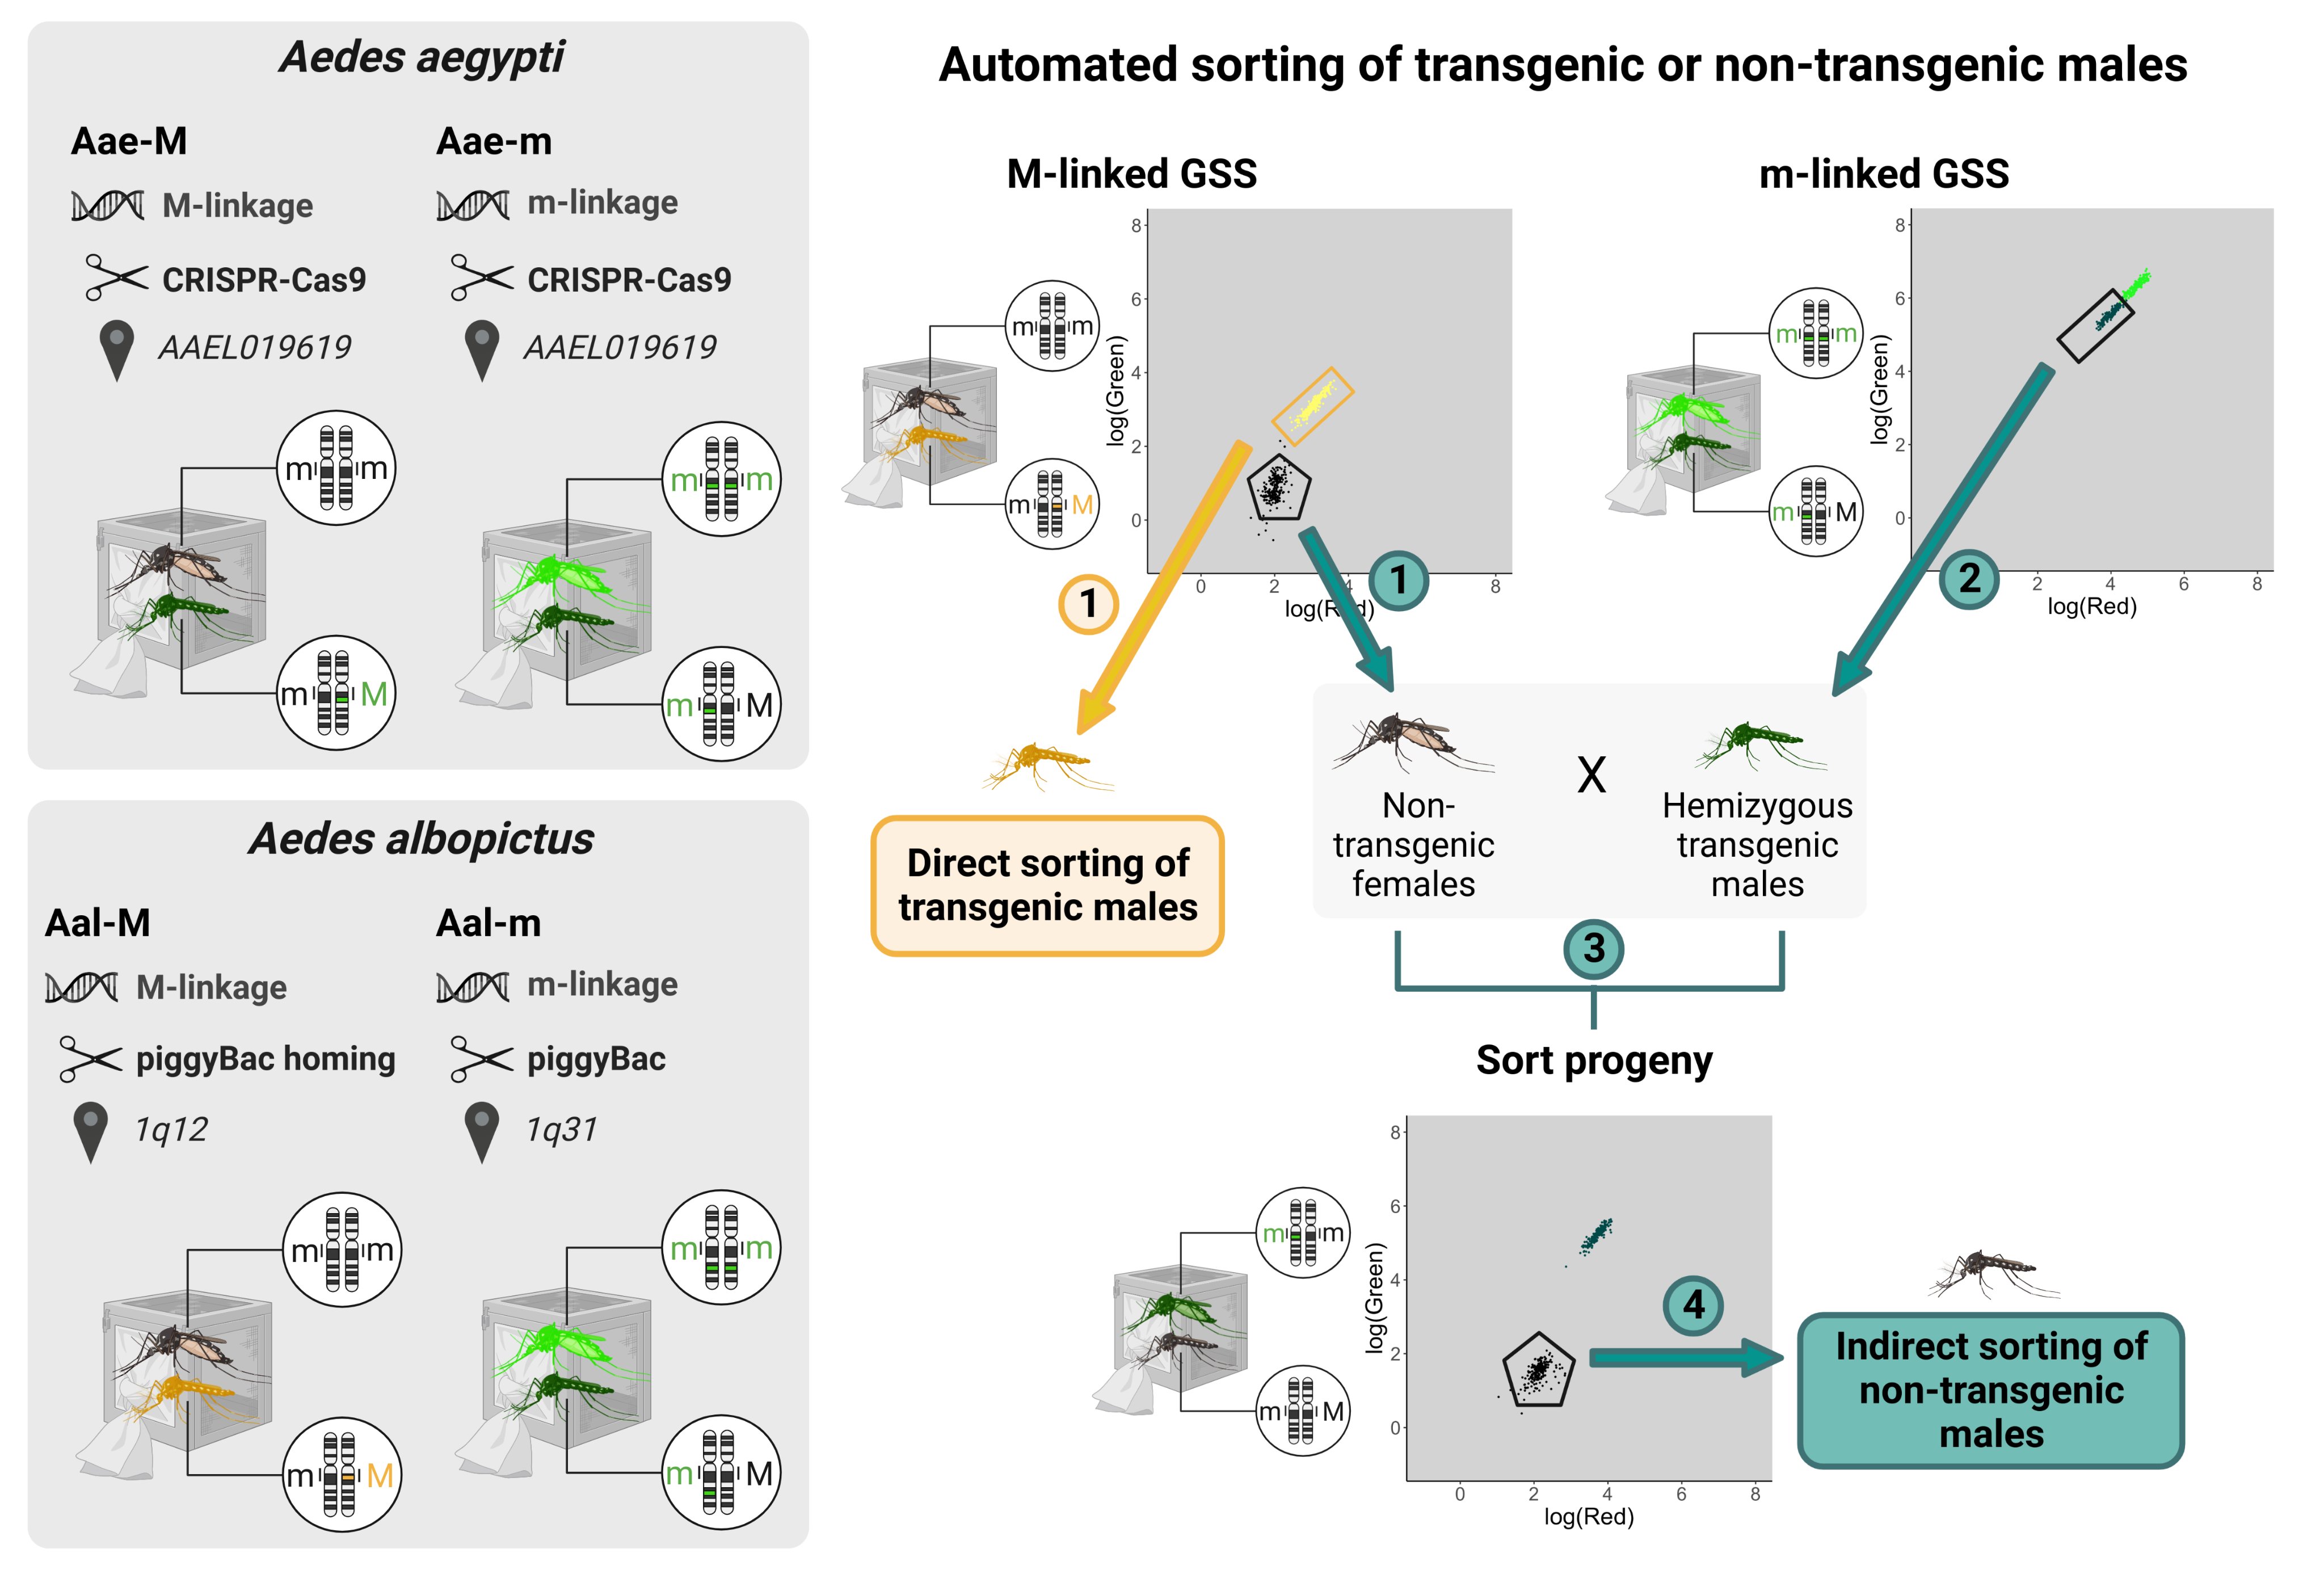 Aedes aegypti
Aae-M
M-linkage
CRISPR-Cas9
AAEL019619
m m
m M
Aae-m
m-linkage
CRISPR-Cas9
AAEL019619
m m
m M
Aedes albopictus
Aal-M
M-linkage
piggyBac homing
1q12
m m
m M
Aal-m
m-linkage
piggyBac
1q31
m m
m M
Automated sorting of transgenic or non-transgenic males
M-linked GSS
m m
m M
log(Green)
8
6
4
2
0
0 2 4 8
log(Red)
m-linked GSS
m m
m M
log(Green)
8
6
4
2
0
2 4 6 8
log(Red)
1
1
2
Direct sorting of
transgenic males
Non-
transgenic
females
X
Hemizygous
transgenic
males
3
Sort progeny
m m
m M
log(Green)
8
6
4
2
0
0 2 4 6 8
log(Red)
4
Indirect sorting of
non-transgenic
males